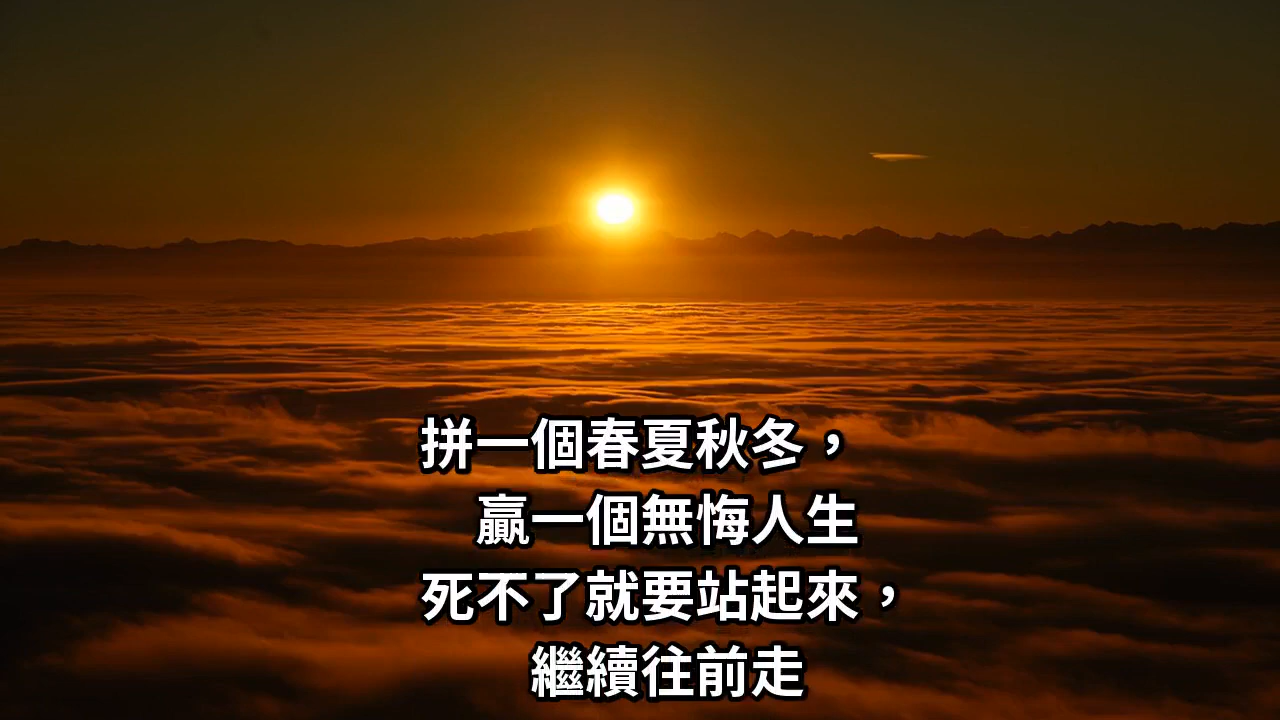 拼一個春夏秋冬，
贏一個無悔人生
死不了就要站起來，
繼續往前走